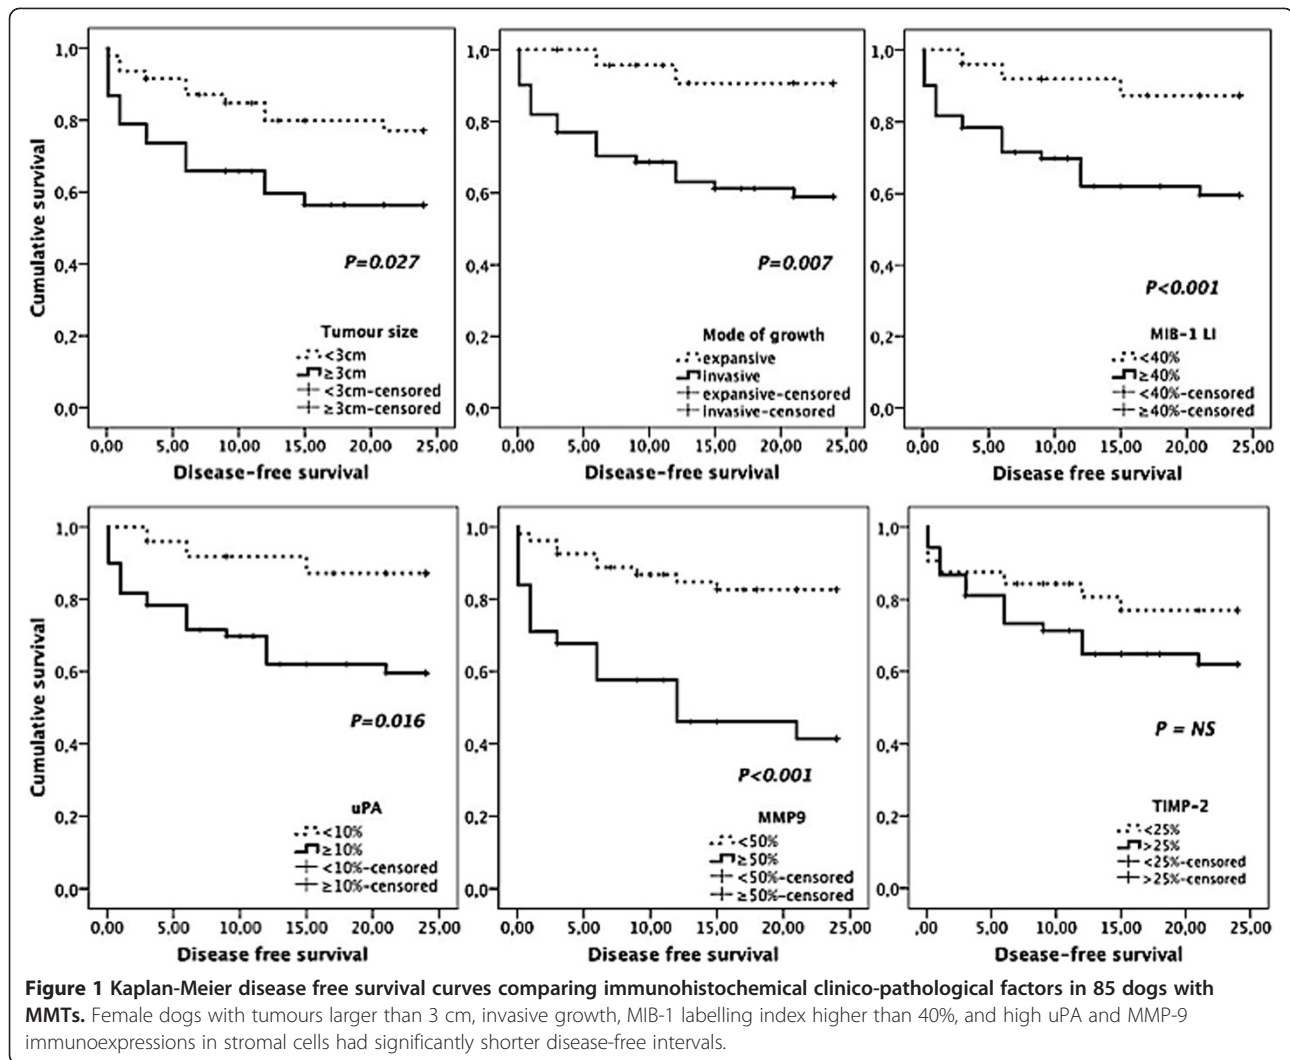 1,0
0,8
0,6
0,4
0,2
0,0
Cumulative survival
P=0.027
Tumour size
<3cm
≥3cm
<3cm-censored
≥3cm-censored
0,00 5,00 10,00 15,00 20,00 25,00
Disease-free survival
1,0
0,8
0,6
0,4
0,2
0,0
P=0.007
Mode of growth
expansive
invasive
expansive-censored
invasive-censored
0,00 5,00 10,00 15,00 20,00 25,00
Disease-free survival
1,0
0,8
0,6
0,4
0,2
0,0
P<0.001
MIB-1 LI
<40%
≥40%
<40%-censored
≥40%-censored
0,00 5,00 10,00 15,00 20,00 25,00
Disease free survival
1,0
0,8
0,6
0,4
0,2
0,0
Cumulative survival
P=0.016
uPA
<10%
≥10%
<10%-censored
≥10%-censored
0,00 5,00 10,00 15,00 20,00 25,00
Disease free survival
1,0
0,8
0,6
0,4
0,2
0,0
P<0.001
MMP9
<50%
≥50%
<50%-censored
≥50%-censored
0,00 5,00 10,00 15,00 20,00 25,00
Disease free survival
1,0
0,8
0,6
0,4
0,2
0,0
P = NS
TIMP-2
<25%
>25%
<25%-censored
>25%-censored
,00 5,00 10,00 15,00 20,00 25,00
Dsease-free survival
Figure 1 Kaplan-Meier disease free survival curves comparing immunohistochemical clinico-pathological factors in 85 dogs with
MMTs. Female dogs with tumours larger than 3 cm, invasive growth, MIB-1 labelling index higher than 40%, and high uPA and MMP-9
immunoexpressions in stromal cells had significantly shorter disease-free intervals.